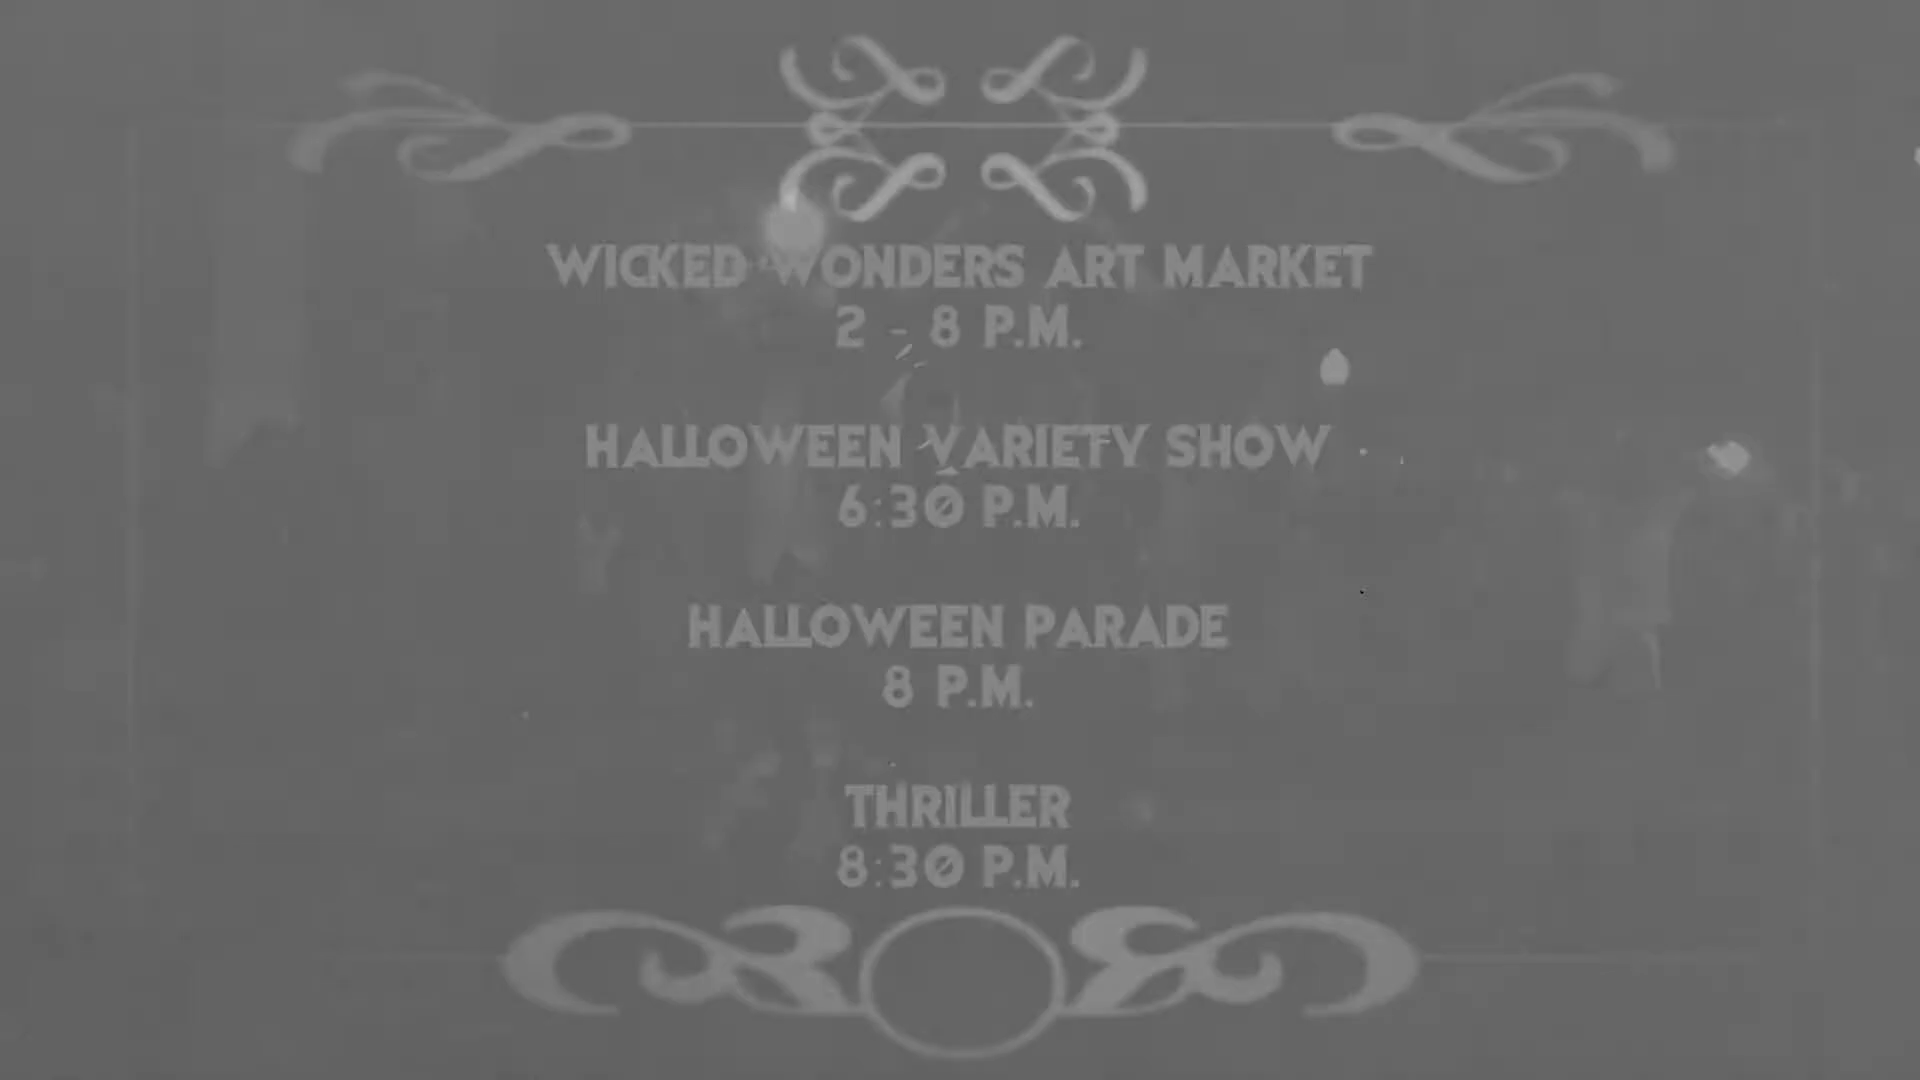 WICKED WONDERS ART MARKET
2 - 8 P.M.
HALLOWEEN VARIETY SHOW
6:30 P.M.
HALLOWEEN PARADE
8 P.M.
THRILLER
8:30 P.M.